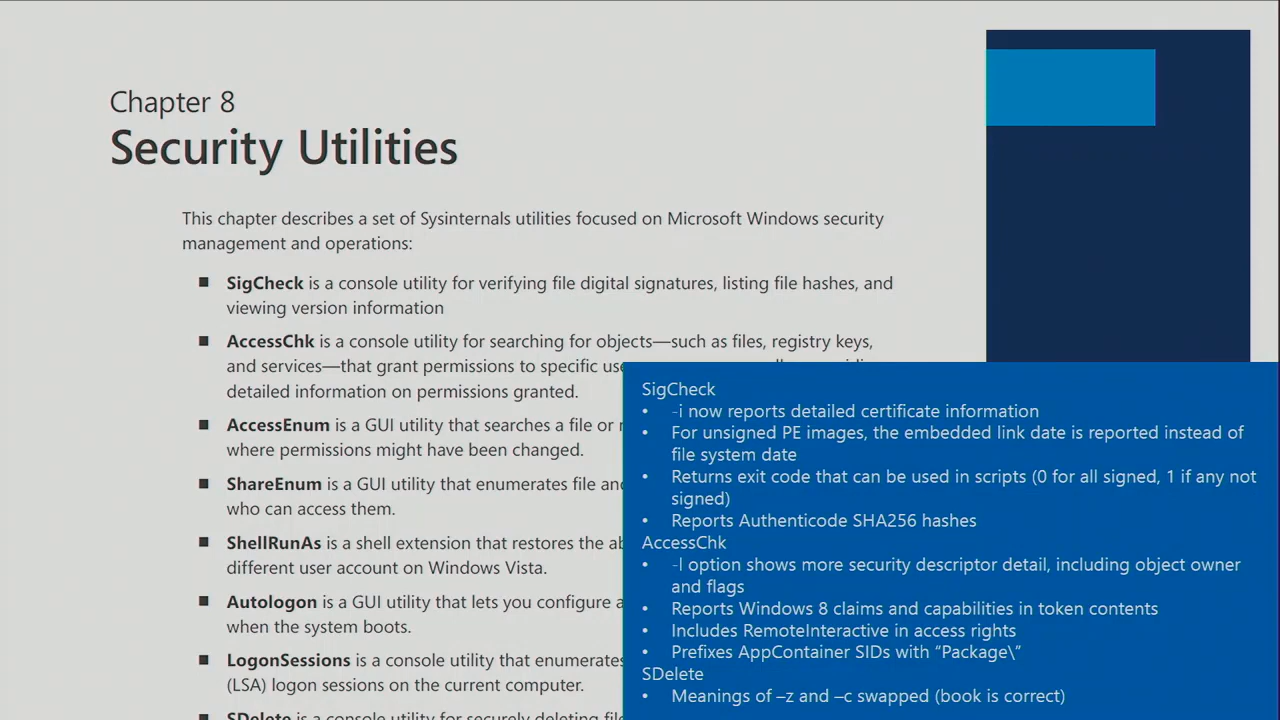 Chapter 8
Security Utilities
This chapter describes a set of Sysinternals utilities focused on Microsoft Windows security
management and operations:
■ SigCheck is a console utility for verifying file digital signatures, listing file hashes, and
viewing version information
■ AccessChk is a console utility for searching for objects—such as files, registry keys,
and services—that grant permissions to specific
detailed information on permissions granted.
■ AccessEnum is a GUI utility that searches a file or
where permissions might have been changed.
■ ShareEnum is a GUI utility that enumerates file
who can access them.
■ ShellRunAs is a shell extension that restores the
different user account on Windows Vista.
■ Autologon is a GUI utility that lets you configure
when the system boots.
■ LogonSessions is a console utility that enumerates
(LSA) logon sessions on the current computer.
■ SDelete is a console utility for securely deleting
SigCheck
• -i now reports detailed certificate information
• For unsigned PE images, the embedded link date is reported instead of
file system date
• Returns exit code that can be used in scripts (0 for all signed, 1 if any not
signed)
• Reports Authenticode SHA256 hashes
AccessChk
• -l option shows more security descriptor detail, including object owner
and flags
• Reports Windows 8 claims and capabilities in token contents
• Includes RemoteInteractive in access rights
• Prefixes AppContainer SIDs with “Package\”
SDelete
• Meanings of –z and –c swapped (book is correct)